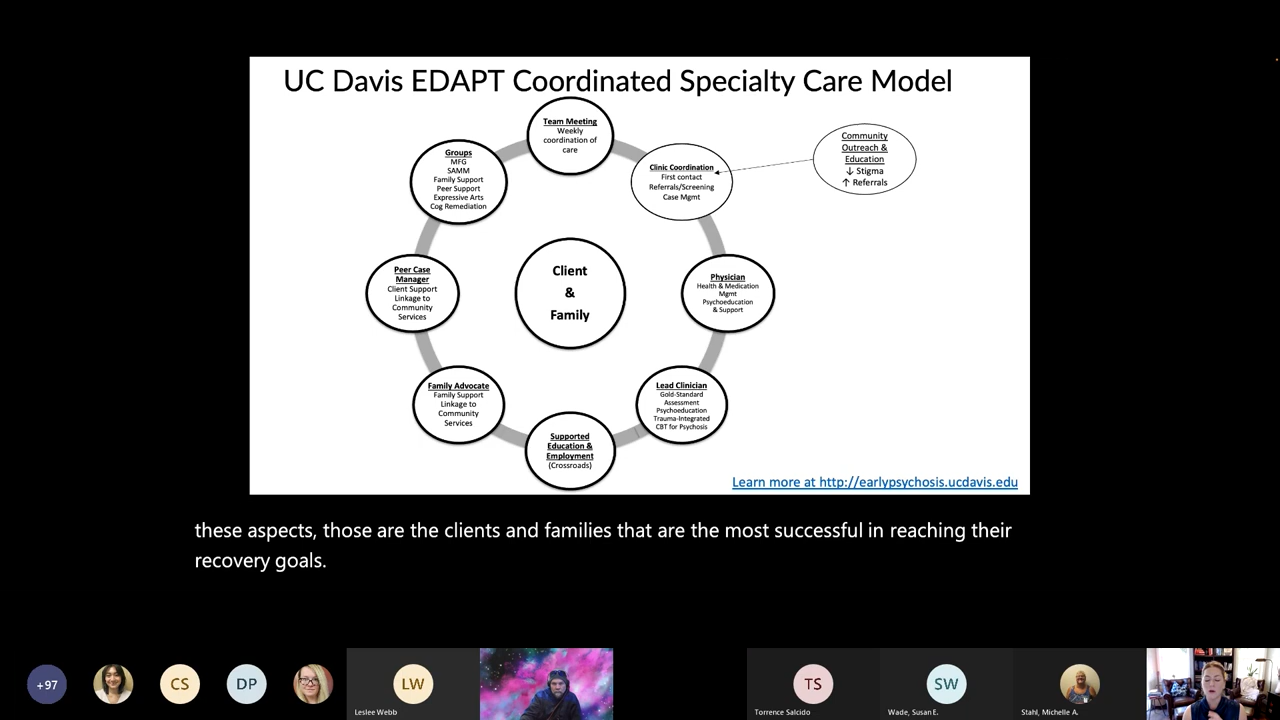 UC Davis EDAPT Coordinated Specialty Care Model
Team Meeting
Weekly
coordination of
care
Groups
MFG
SAMM
Family Support
Peer Support
Expressive Arts
Cog Remediation
Clinic Coordination
First contact
Referrals/Screening
Case Mgmt
Community
Outreach &
Education
↓ Stigma
↑ Referrals
Peer Case
Manager
Client Support
Linkage to
Community
Services
Client
&
Family
Physician
Health & Medication
Mgmt
Psychoeducation
& Support
Family Advocate
Family Support
Linkage to
Community
Services
Lead Clinician
Gold-Standard
Assessment
Psychoeducation
Trauma-Integrated
CBT for Psychosis
Supported
Education &
Employment
(Crossroads)
Learn more at http://earlypsychosis.ucdavis.edu
these aspects, those are the clients and families that are the most successful in reaching their
recovery goals.
+97
CS
DP
LW
Leslee Webb
TS
Torrence Salcido
SW
Wade, Susan E.
Stahl, Michelle A.